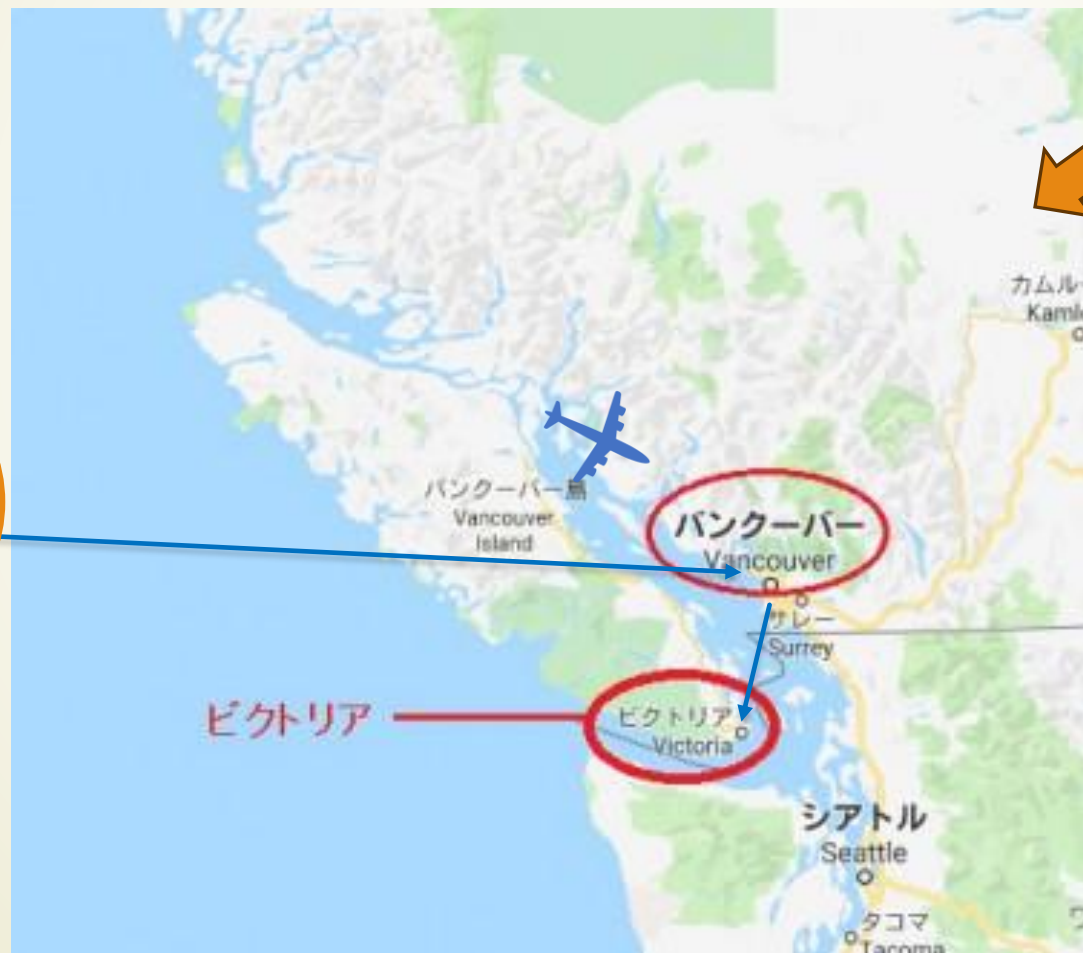 カムル
Kaml
バンクーバー島
Vancouver
Island
バンクーバー
Vancouver
サレー
Surrey
ビクトリア
ビクトリア
Victoria
シアトル
Seattle
タコマ
Tacoma